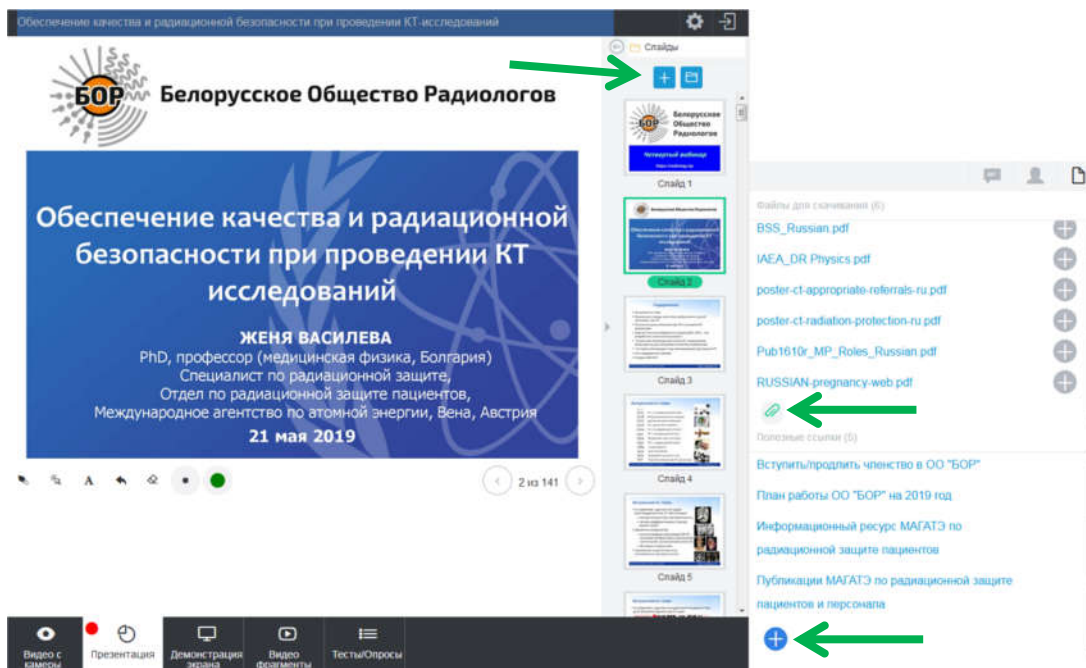 Обеспечение качества и радиационной безопасности при проведении КТ-исследований
Слайды
БОР
Белорусское Общество Радиологов
Обеспечение качества и радиационной
безопасности при проведении КТ
исследований
ЖЕНЯ ВАСИЛЕВА
PhD, профессор (медицинская физика, Болгария)
Специалист по радиационной защите,
Отдел по радиационной защите пациентов,
Международное агентство по атомной энергии, Вена, Австрия
21 мая 2019
A
2 из 141
БОР
Белорусское
Общество
Радиологов
Четвертый вебинар
Слайд 1
Слайд 2
Слайд 3
Слайд 4
Слайд 5
Видео с
камеры
Презентация
Демонстрация
экрана
Видео
фрагменты
Тесты/Опросы
Файлы для скачивания (6)
BSS_Russian.pdf
IAEA_DR Physics.pdf
poster-ct-appropriate-referrals-ru.pdf
poster-ct-radiation-protection-ru.pdf
Pub1610r_MP_Roles_Russian.pdf
RUSSIAN-pregnancy-web.pdf
Полезные ссылки (5)
Вступить/продлить членство в ОО "БОР"
План работы ОО "БОР" на 2019 год
Информационный ресурс МАГАТЭ по
радиационной защите пациентов
Публикации МАГАТЭ по радиационной защите
пациентов и персонала